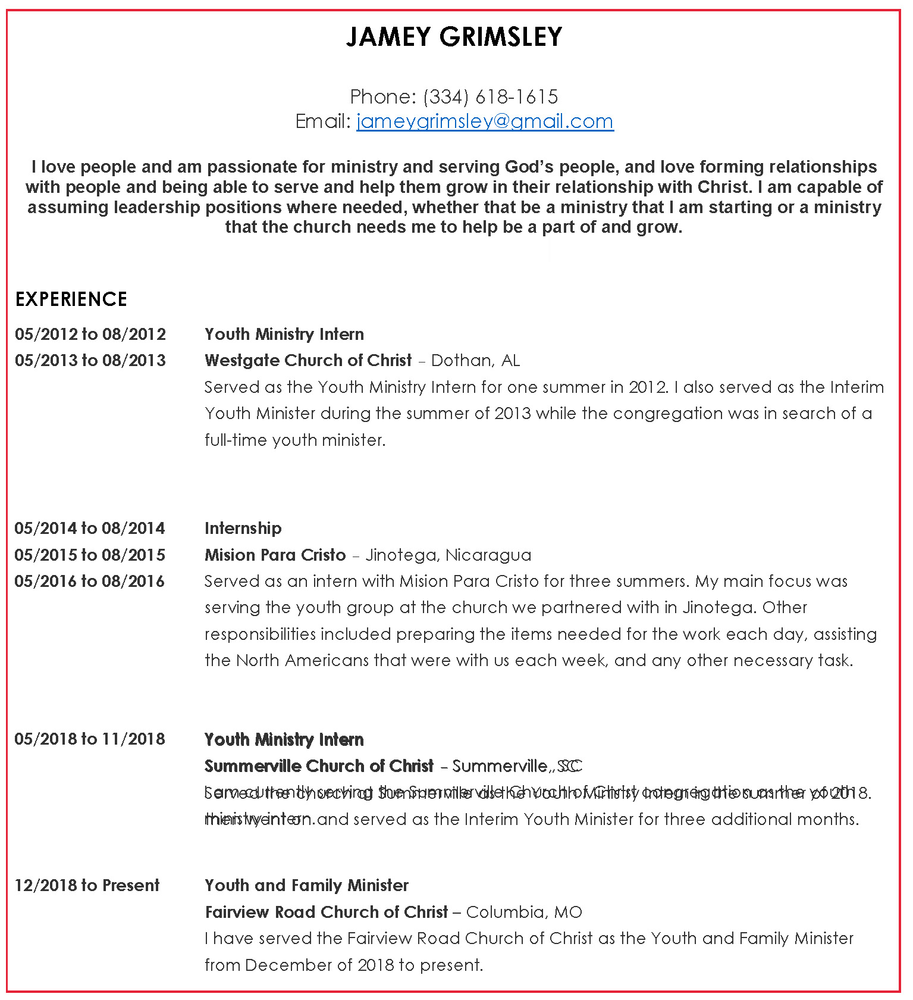 JAMEY GRIMSLEY
Phone: (334) 618-1615
Email: jameygrimsley@gmail.com
I love people and am passionate for ministry and serving God's people, and love forming relationships
with people and being able to serve and help them grow in their relationship with Christ. I am capable of
assuming leadership positions where needed, whether that be a ministry that I am starting or a ministry
that the church needs me to help be a part of and grow.
EXPERIENCE
05/2012 to 08/2012 Youth Ministry Intern
05/2013 to 08/2013 Westgate Church of Christ – Dothan, AL
Served as the Youth Ministry Intern for one summer in 2012. I also served as the Interim
Youth Minister during the summer of 2013 while the congregation was in search of a
full-time youth minister.
05/2014 to 08/2014 Internship
05/2015 to 08/2015 Mision Para Cristo – Jinotega, Nicaragua
05/2016 to 08/2016 Served as an intern with Mision Para Cristo for three summers. My main focus was
serving the youth group at the church we partnered with in Jinotega. Other
responsibilities included preparing the items needed for the work each day, assisting
the North Americans that were with us each week, and any other necessary task.
05/2018 to 11/2018 Youth Ministry Intern
Summerville Church of Christ – Summerville, SC
Served the church at Summerville as the Youth Ministry Intern in the summer of 2018.
then went on and served as the Interim Youth Minister for three additional months.
I am currently serving the Summerville Church of Christ congregation as the youth
ministry intern.
12/2018 to Present Youth and Family Minister
Fairview Road Church of Christ – Columbia, MO
I have served the Fairview Road Church of Christ as the Youth and Family Minister
from December of 2018 to present.